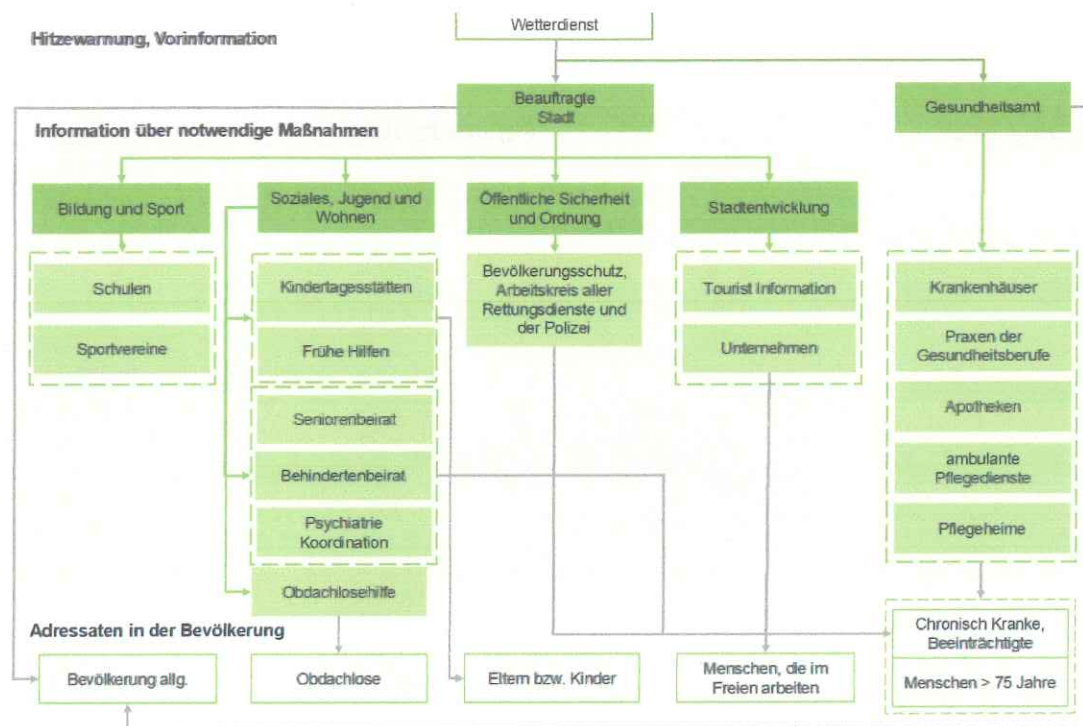 Wetterdienst
Hitzewarnung, Vorinformation
Beauftragte
Stadt
Gesundheitsamt
Information über notwendige Maßnahmen
Bildung und Sport
Soziales, Jugend und
Wohnen
Öffentliche Sicherheit
und Ordnung
Stadtentwicklung
Schulen
Sportvereine
Kindertagesstätten
Frühe Hilfen
Seniorenbeirat
Behindertenbeirat
Psychiatrie
Koordination
Obdachlosehilfe
Bevölkerungsschutz,
Arbeitskreis aller
Rettungsdienste und
der Polizei
Tourist Information
Unternehmen
Krankenhäuser
Praxen der
Gesundheitsberufe
Apotheken
ambulante
Pflegedienste
Pflegeheime
Adressaten in der Bevölkerung
Bevölkerung allg.
Obdachlose
Eltern bzw. Kinder
Menschen, die im
Freien arbeiten
Chronisch Kranke,
Beeinträchtigte
Menschen > 75 Jahre